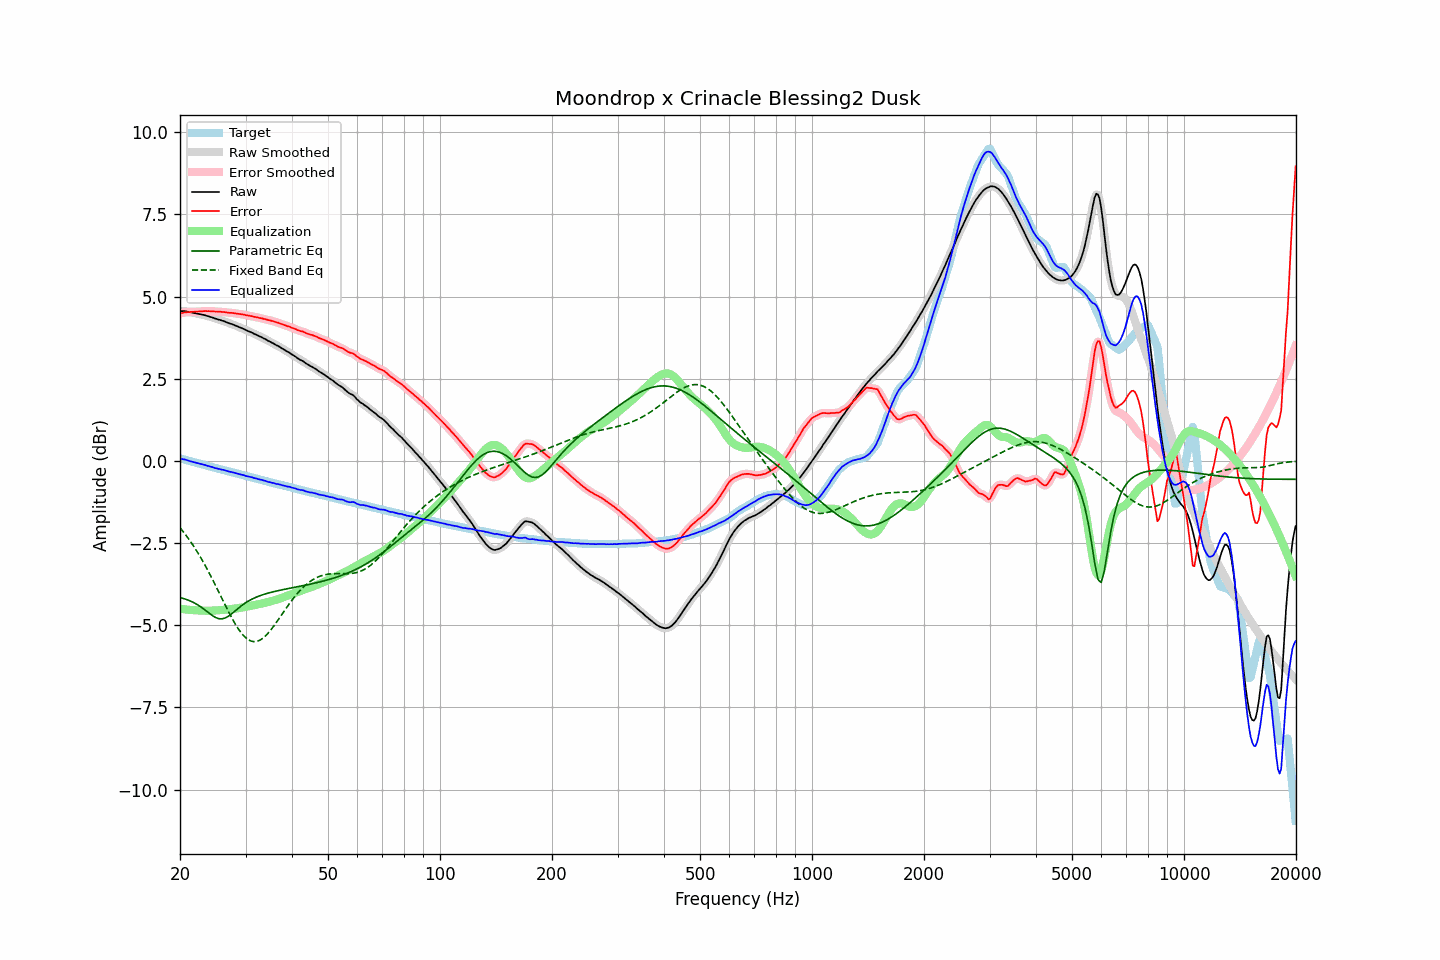 Moondrop x Crinacle Blessing2 Dusk
Target
Raw Smoothed
Error Smoothed
Raw
Error
Equalization
Parametric Eq
Fixed Band Eq
Equalized
10.0
7.5
5.0
2.5
0.0
−2.5
−5.0
−7.5
−10.0
Amplitude (dBr)
20 50 100 200 500 1000 2000 5000 10000 20000
Frequency (Hz)